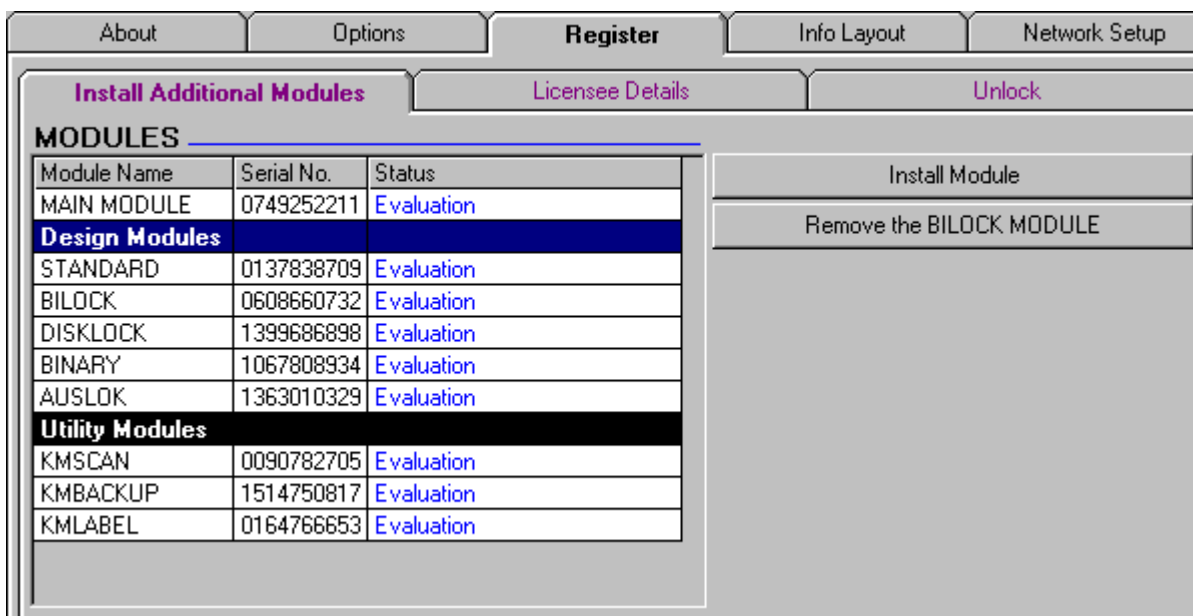 About Options Register Info Layout Network Setup
Install Additional Modules Licensee Details Unlock
MODULES
Module Name Serial No. Status
MAIN MODULE 0749252211 Evaluation
Design Modules
STANDARD 0137838709 Evaluation
BILOCK 0608660732 Evaluation
DISKLOCK 1399686898 Evaluation
BINARY 1067808934 Evaluation
AUSLOK 1363010329 Evaluation
Utility Modules
KMSCAN 0090782705 Evaluation
KMBACKUP 1514750817 Evaluation
KMLABEL 0164766653 Evaluation
Install Module
Remove the BILOCK MODULE